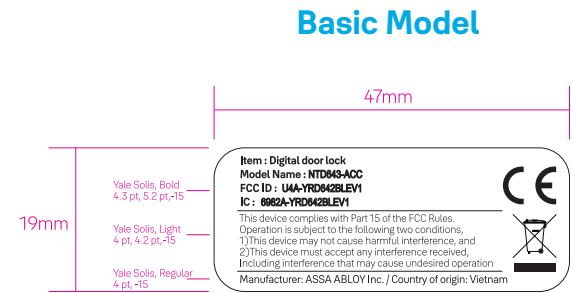 Basic Model
47mm
19mm
Yale Solis, Bold
4.3 pt, 5.2 pt,-15
Yale Solis, Light
4 pt, 4.2 pt,-15
Yale Solis, Regular
4 pt, -15
Item : Digital door lock
Model Name : NTD643-ACC
FCC ID : U4A-YRD642BLEV1
IC : 6982A-YRD642BLEV1
This device complies with Part 15 of the FCC Rules.
Operation is subject to the following two conditions,
1)This device may not cause harmful interference, and
2)This device must accept any interference received,
Including interference that may cause undesired operation
Manufacturer: ASSA ABLOY Inc. / Country of origin: Vietnam
CE